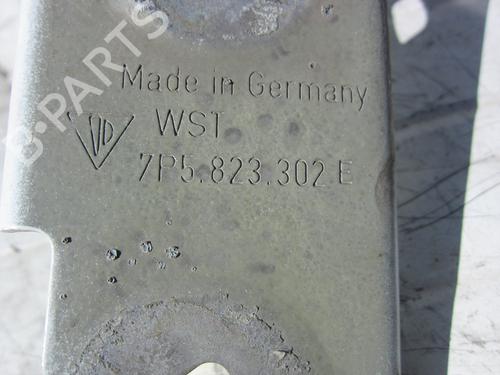 B-PARTS
Made in Germany
WST
7P5.823.302 E